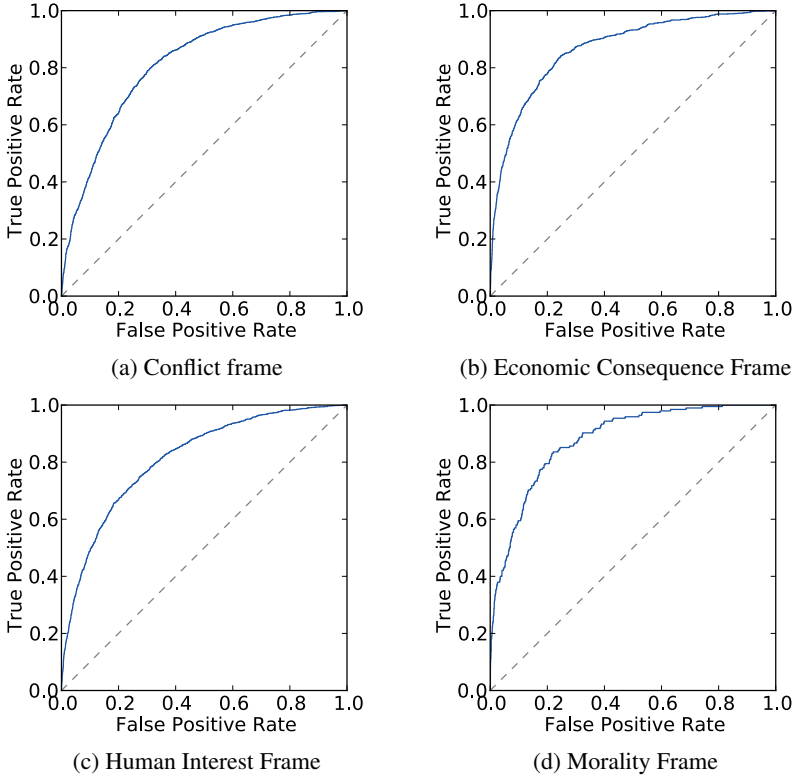 1.0
0.8
0.6
0.4
0.2
0.0
0.0 0.2 0.4 0.6 0.8 1.0
True Positive Rate
False Positive Rate
(a) Conflict frame
1.0
0.8
0.6
0.4
0.2
0.0
0.0 0.2 0.4 0.6 0.8 1.0
True Positive Rate
False Positive Rate
(b) Economic Consequence Frame
1.0
0.8
0.6
0.4
0.2
0.0
0.0 0.2 0.4 0.6 0.8 1.0
True Positive Rate
False Positive Rate
(c) Human Interest Frame
1.0
0.8
0.6
0.4
0.2
0.0
0.0 0.2 0.4 0.6 0.8 1.0
True Positive Rate
False Positive Rate
(d) Morality Frame